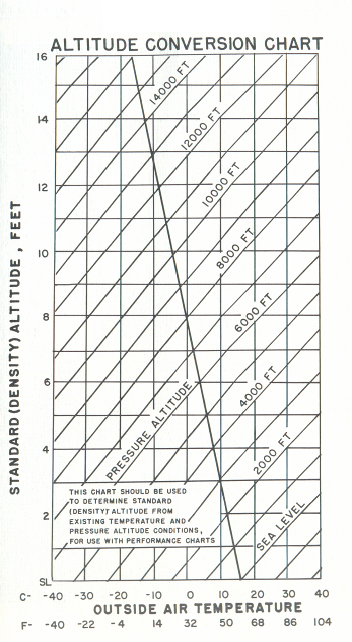 ALTITUDE CONVERSION CHART
STANDARD (DENSITY) ALTITUDE , FEET
16
14
12
10
8
6
4
2
SL
14000 FT
12000 FT
10000 FT
8000 FT
6000 FT
4000 FT
2000 FT
SEA LEVEL
PRESSURE ALTITUDE
THIS CHART SHOULD BE USED
TO DETERMINE STANDARD
(DENSITY) ALTITUDE FROM
EXISTING TEMPERATURE AND
PRESSURE ALTITUDE CONDITIONS,
FOR USE WITH PERFORMANCE CHARTS
C- -40 -30 -20 -10 0 10 20 30 40
OUTSIDE AIR TEMPERATURE
F- -40 -22 -4 14 32 50 68 86 104